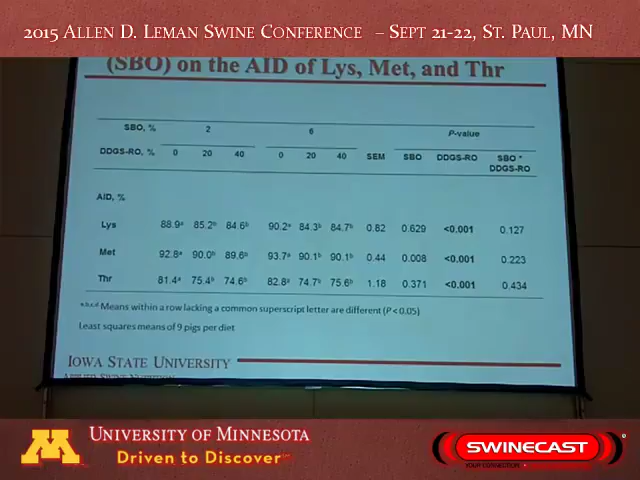 2015 Allen D. Leman Swine Conference – Sept 21-22, St. Paul, MN
(SBO) on the AID of Lys, Met, and Thr
SBO, % 2 6 P-value
DDGS-RO, % 0 20 40 0 20 40 SEM SBO DDGS-RO SBO * DDGS-RO
AID, %
Lys 88.9ᵃ 85.2ᵇ 84.6ᵇ 90.2ᵃ 84.3ᵇ 84.7ᵇ 0.82 0.629 <0.001 0.127
Met 92.8ᵃ 90.0ᵇ 89.6ᵇ 93.7ᵃ 90.1ᵇ 90.1ᵇ 0.44 0.008 <0.001 0.223
Thr 81.4ᵃ 75.4ᵇ 74.6ᵇ 82.8ᵃ 74.7ᵇ 75.6ᵇ 1.18 0.371 <0.001 0.434
ᵃ,ᵇ,ᶜ,ᵈ Means within a row lacking a common superscript letter are different (P < 0.05)
Least squares means of 9 pigs per diet
Iowa State University
Applied Swine Nutrition
M University of Minnesota
Driven to Discover℠
SWINECAST
YOUR CONNECTION